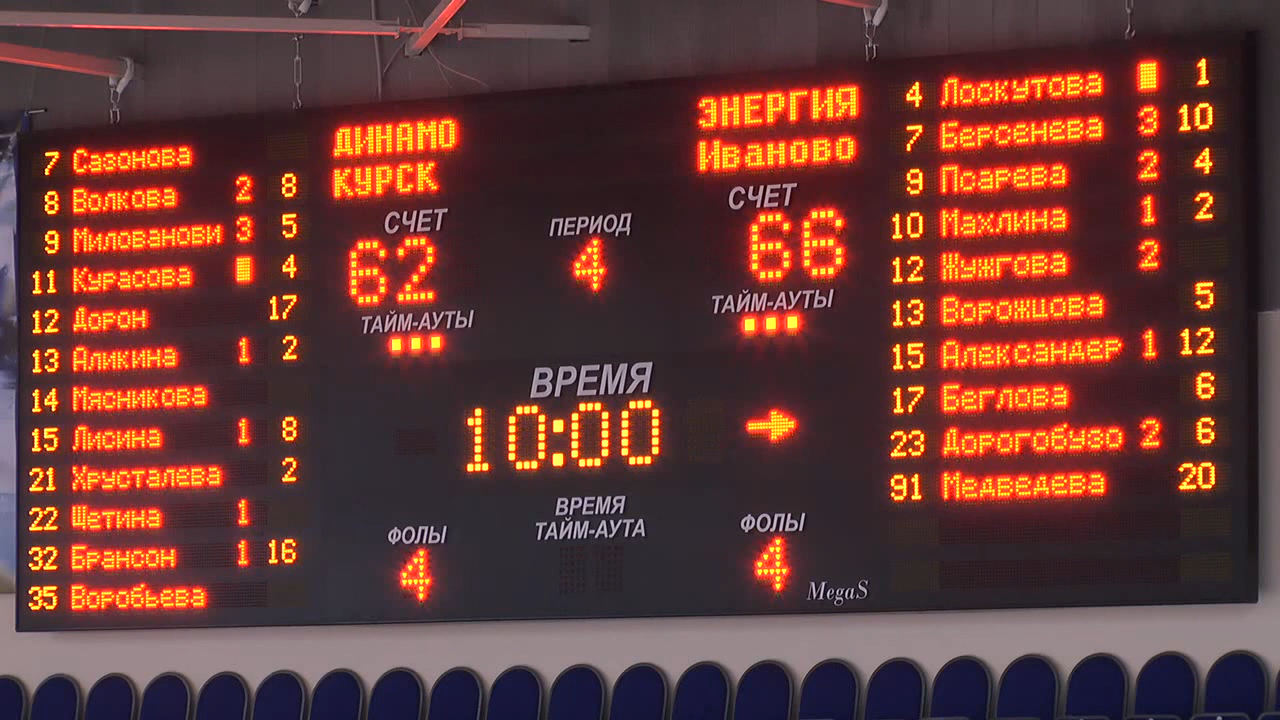 7 Сазонова
8 Волкова 2 8
9 Миловановi 3 5
11 Курасова 4
12 Дорон 17
13 Аликина 1 2
14 Мясникова
15 Лисина 1 8
21 Хрусталева 2
22 Щетина 1
32 Брансон 1 16
35 Воробьева
ДИНАМО
КУРСК
СЧЕТ
62
ТАЙМ-АУТЫ
ПЕРИОД
4
ЭНЕРГИЯ
Иваново
СЧЕТ
66
ТАЙМ-АУТЫ
ВРЕМЯ
10:00
ВРЕМЯ
ТАЙМ-АУТА
ФОЛЫ
4
ФОЛЫ
4
MegaS
4 Лоскутова 1
7 Берсенева 3 10
9 Псарева 2 4
10 Махлина 1 2
12 Жужгова 2
13 Ворожцова 5
15 Александер 1 12
17 Беглова 6
23 Дорогобузо 2 6
91 Медведева 20